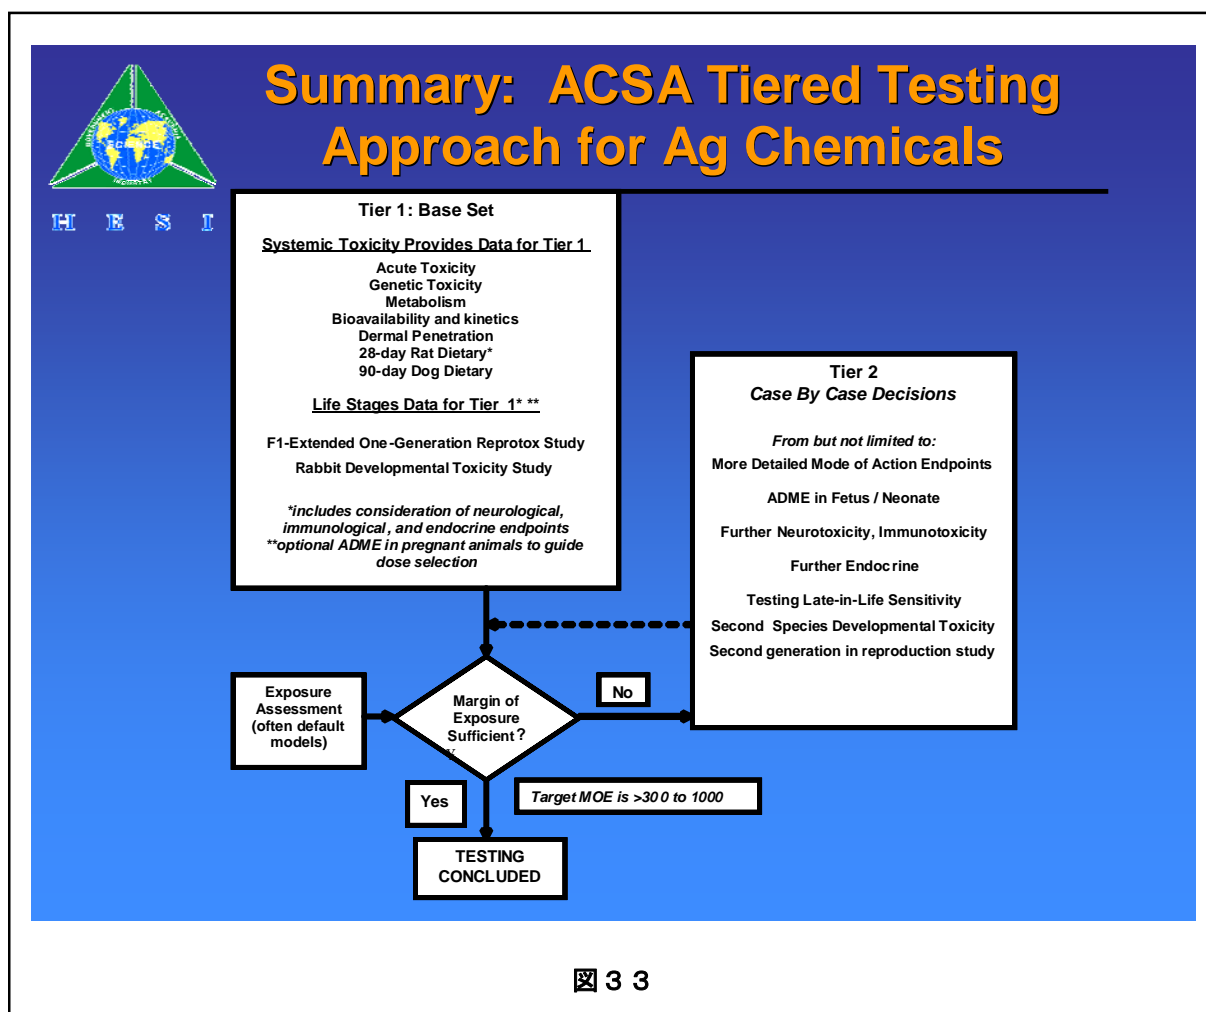 Summary: ACSA Tiered Testing
Approach for Ag Chemicals
SCIENCE
INDUSTRY
H E S I
Tier 1: Base Set
Systemic Toxicity Provides Data for Tier 1
Acute Toxicity
Genetic Toxicity
Metabolism
Bioavailability and kinetics
Dermal Penetration
28-day Rat Dietary*
90-day Dog Dietary
Life Stages Data for Tier 1* **
F1-Extended One-Generation Reprotox Study
Rabbit Developmental Toxicity Study
*includes consideration of neurological,
immunological, and endocrine endpoints
**optional ADME in pregnant animals to guide
dose selection
Tier 2
Case By Case Decisions
From but not limited to:
More Detailed Mode of Action Endpoints
ADME in Fetus / Neonate
Further Neurotoxicity, Immunotoxicity
Further Endocrine
Testing Late-in-Life Sensitivity
Second Species Developmental Toxicity
Second generation in reproduction study
Exposure
Assessment
(often default
models)
Margin of
Exposure
Sufficient?
No
Yes
Target MOE is >300 to 1000
TESTING
CONCLUDED
図33